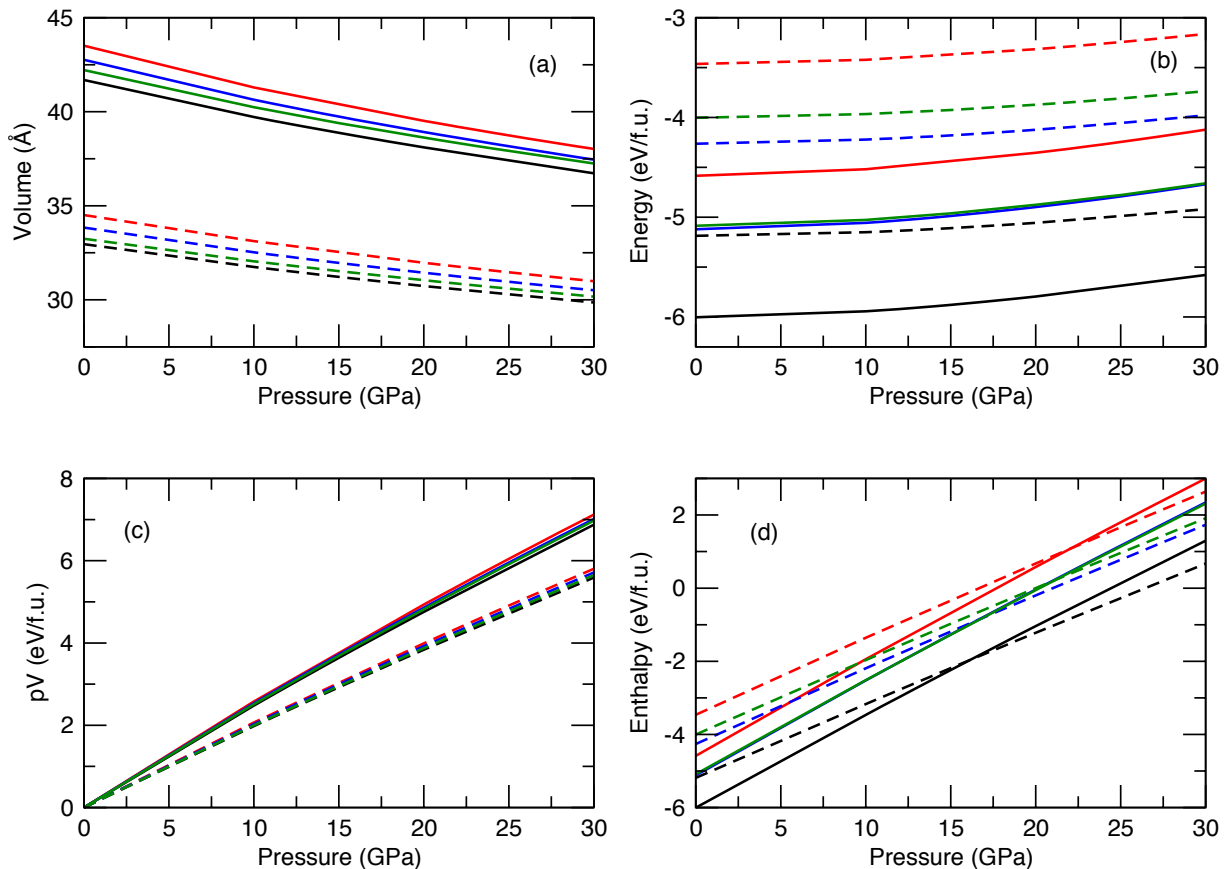 45
40
35
30
Volume (Å)
(a)
0 5 10 15 20 25 30
Pressure (GPa)
-3
-4
-5
-6
Energy (eV/f.u.)
(b)
0 5 10 15 20 25 30
Pressure (GPa)
8
6
4
2
0
pV (eV/f.u.)
(c)
0 5 10 15 20 25 30
Pressure (GPa)
2
0
-2
-4
-6
Enthalpy (eV/f.u.)
(d)
0 5 10 15 20 25 30
Pressure (GPa)